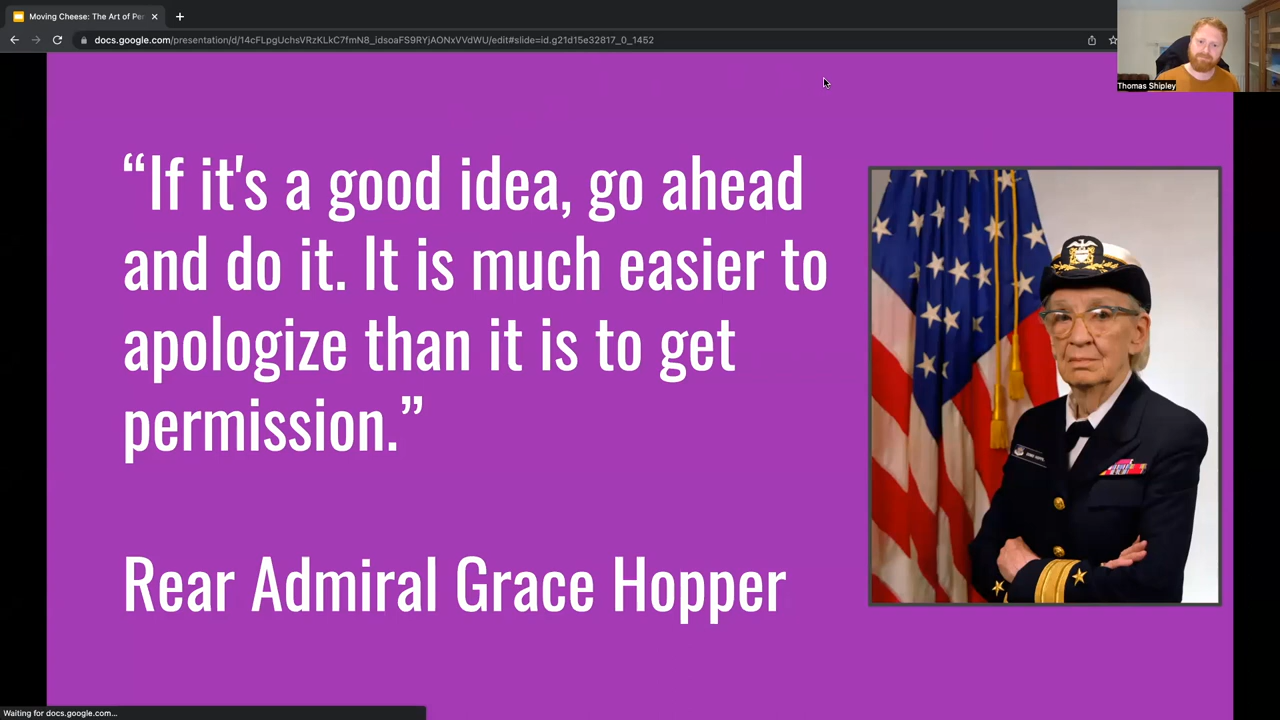 Moving Cheese: The Art of Per
docs.google.com/presentation/d/14cFLpgUchsVRzKLkC7fmN8_idsoaFS9RYjAONxVVdWU/edit#slide=id.g21d15e32817_0_1452
Thomas Shipley
“If it's a good idea, go ahead
and do it. It is much easier to
apologize than it is to get
permission.”
Rear Admiral Grace Hopper
Waiting for docs.google.com...